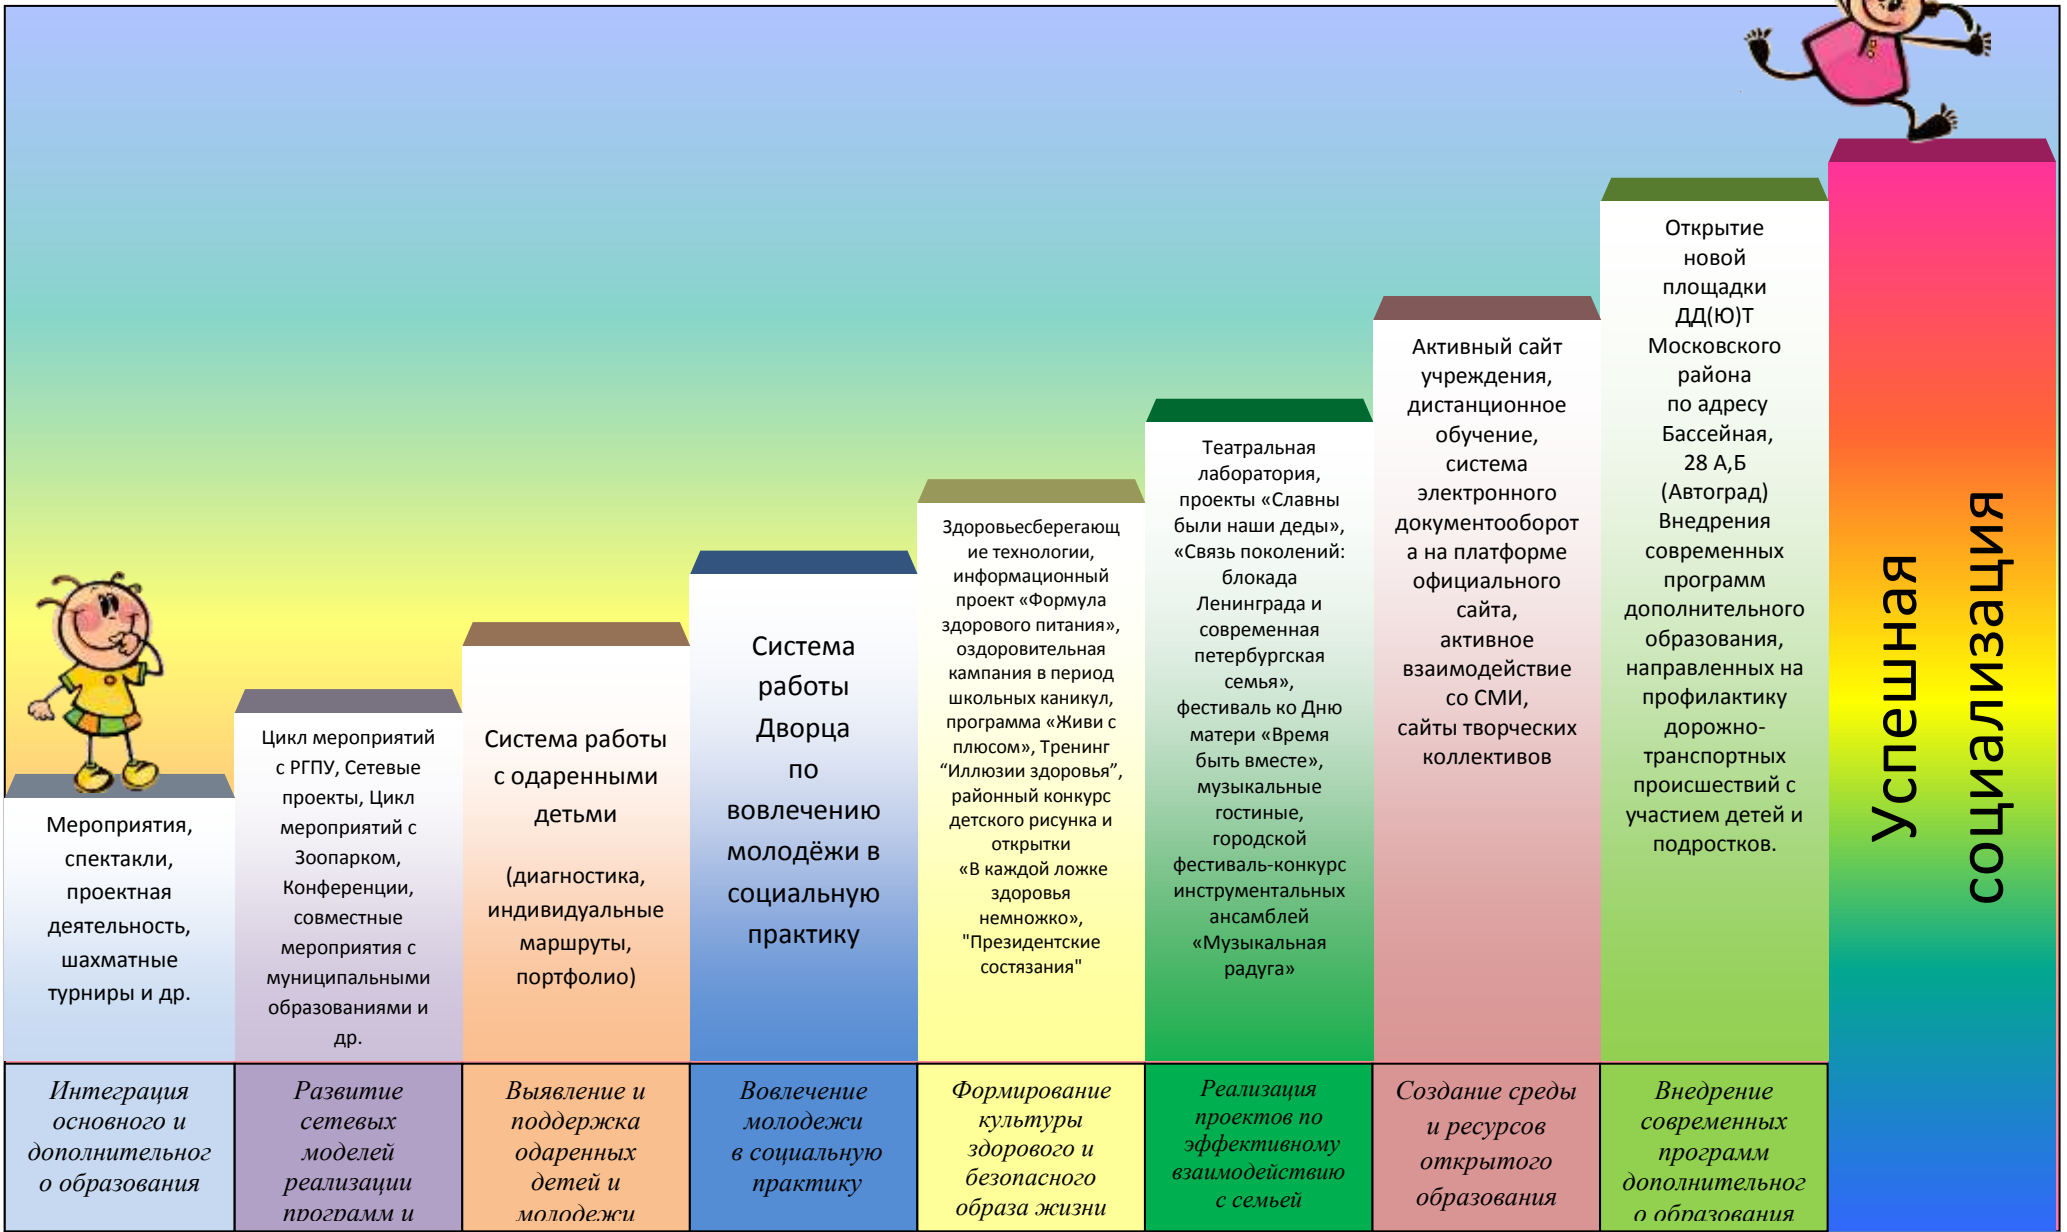 Мероприятия,
спектакли,
проектная
деятельность,
шахматные
турниры и др.
Интеграция
основного и
дополнительног
о образования
Цикл мероприятий
с РГПУ, Сетевые
проекты, Цикл
мероприятий с
Зоопарком,
Конференции,
совместные
мероприятия с
муниципальными
образованиями и
др.
Развитие
сетевых
моделей
реализации
программ и
Система работы
с одаренными
детьми
(диагностика,
индивидуальные
маршруты,
портфолио)
Выявление и
поддержка
одаренных
детей и
молодежи
Система
работы
Дворца
по
вовлечению
молодёжи в
социальную
практику
Вовлечение
молодежи
в социальную
практику
Здоровьесберегающ
ие технологии,
информационный
проект «Формула
здорового питания»,
оздоровительная
кампания в период
школьных каникул,
программа «Живи с
плюсом», Тренинг
“Иллюзии здоровья”,
районный конкурс
детского рисунка и
открытки
«В каждой ложке
здоровья
немножко»,
"Президентские
состязания"
Формирование
культуры
здорового и
безопасного
образа жизни
Театральная
лаборатория,
проекты «Славны
были наши деды»,
«Связь поколений:
блокада
Ленинграда и
современная
петербургская
семья»,
фестиваль ко Дню
матери «Время
быть вместе»,
музыкальные
гостиные,
городской
фестиваль-конкурс
инструментальных
ансамблей
«Музыкальная
радуга»
Реализация
проектов по
эффективному
взаимодействию
с семьей
Активный сайт
учреждения,
дистанционное
обучение,
система
электронного
документооборот
а на платформе
официального
сайта,
активное
взаимодействие
со СМИ,
сайты творческих
коллективов
Создание среды
и ресурсов
открытого
образования
Открытие
новой
площадки
ДД(Ю)Т
Московского
района
по адресу
Бассейная,
28 А,Б
(Автоград)
Внедрения
современных
программ
дополнительного
образования,
направленных на
профилактику
дорожно-
транспортных
происшествий с
участием детей и
подростков.
Внедрение
современных
программ
дополнительног
о образования
Успешная
социализация